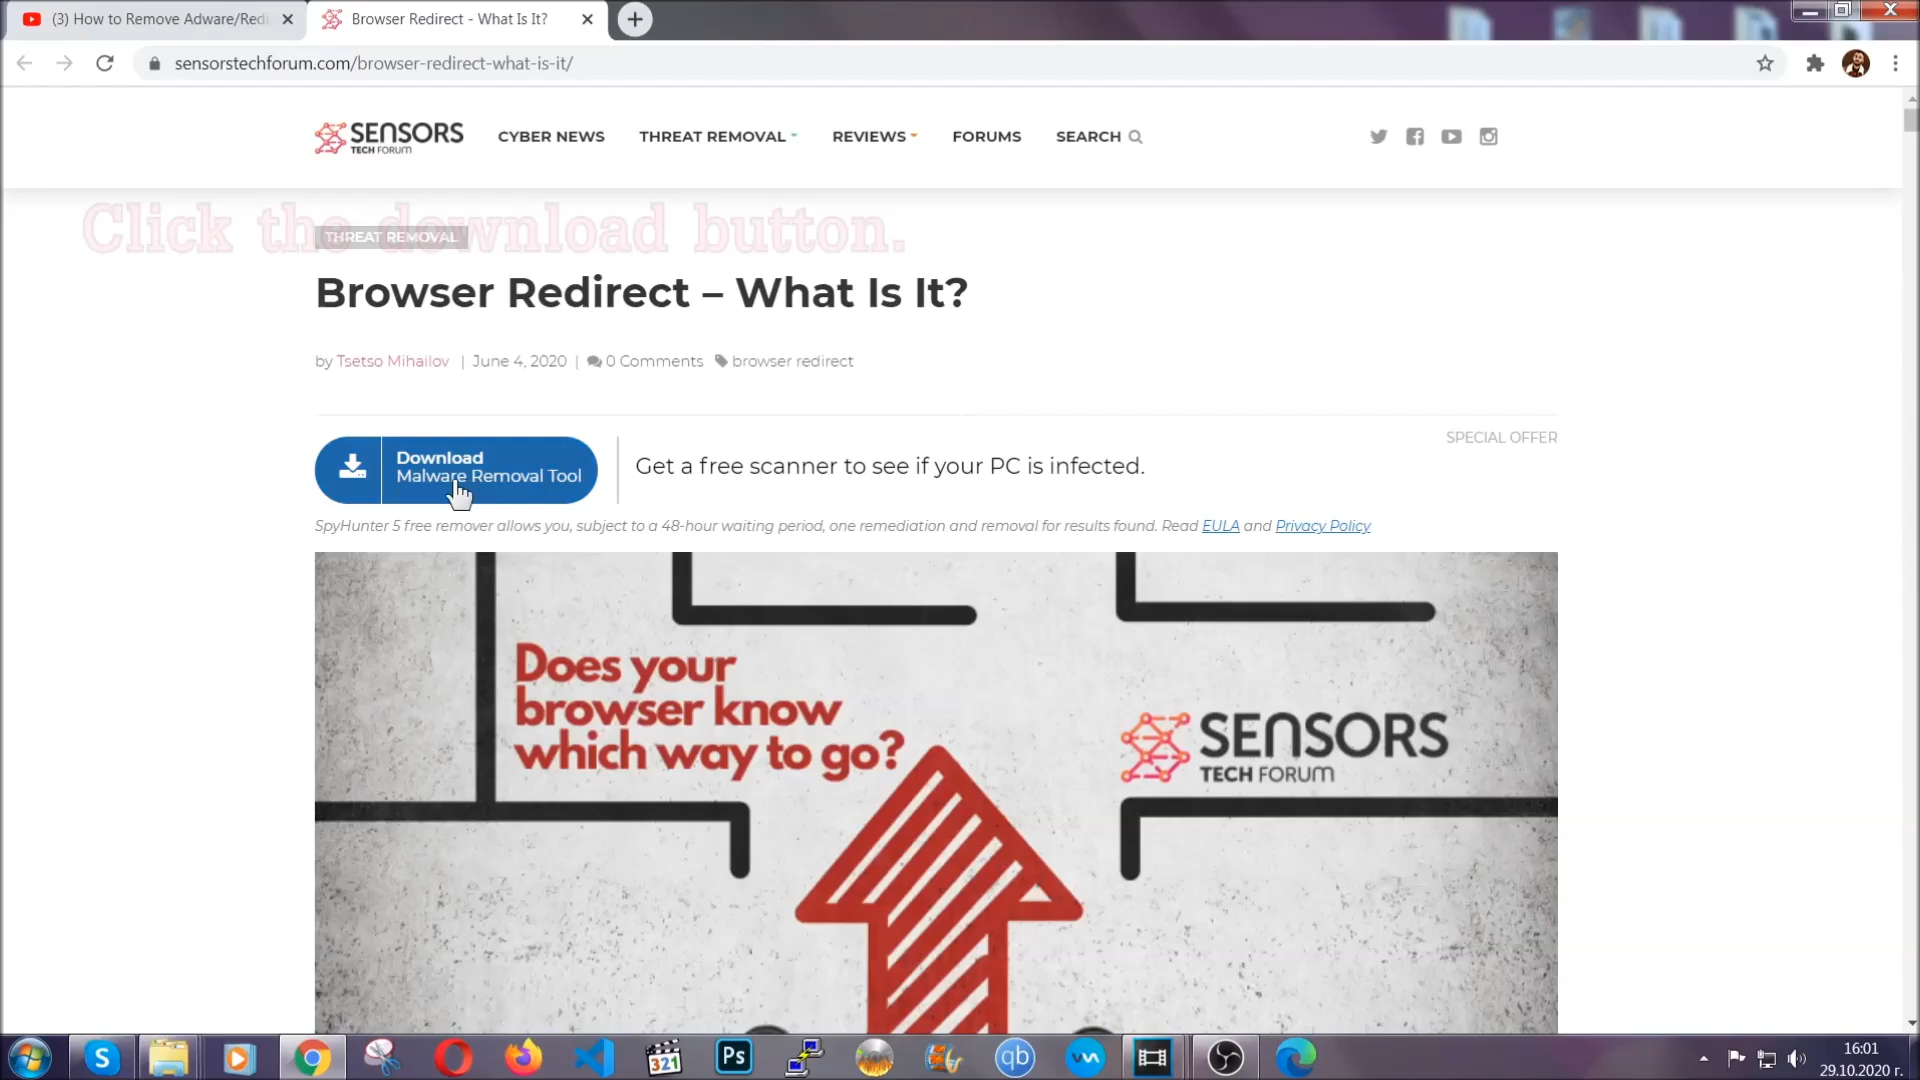 (3) How to Remove Adware/Redi
Browser Redirect - What Is It?
sensorstechforum.com/browser-redirect-what-is-it/
SENSORS
TECH FORUM
CYBER NEWS
THREAT REMOVAL
REVIEWS
FORUMS
SEARCH
Click the download button.
THREAT REMOVAL
Browser Redirect – What Is It?
by Tsetso Mihailov | June 4, 2020 | 0 Comments browser redirect
SPECIAL OFFER
Download
Malware Removal Tool
Get a free scanner to see if your PC is infected.
SpyHunter 5 free remover allows you, subject to a 48-hour waiting period, one remediation and removal for results found. Read EULA and Privacy Policy
Does your
browser know
which way to go?
SENSORS
TECH FORUM
S
321
Ps
qb
16:01
29.10.2020 г.